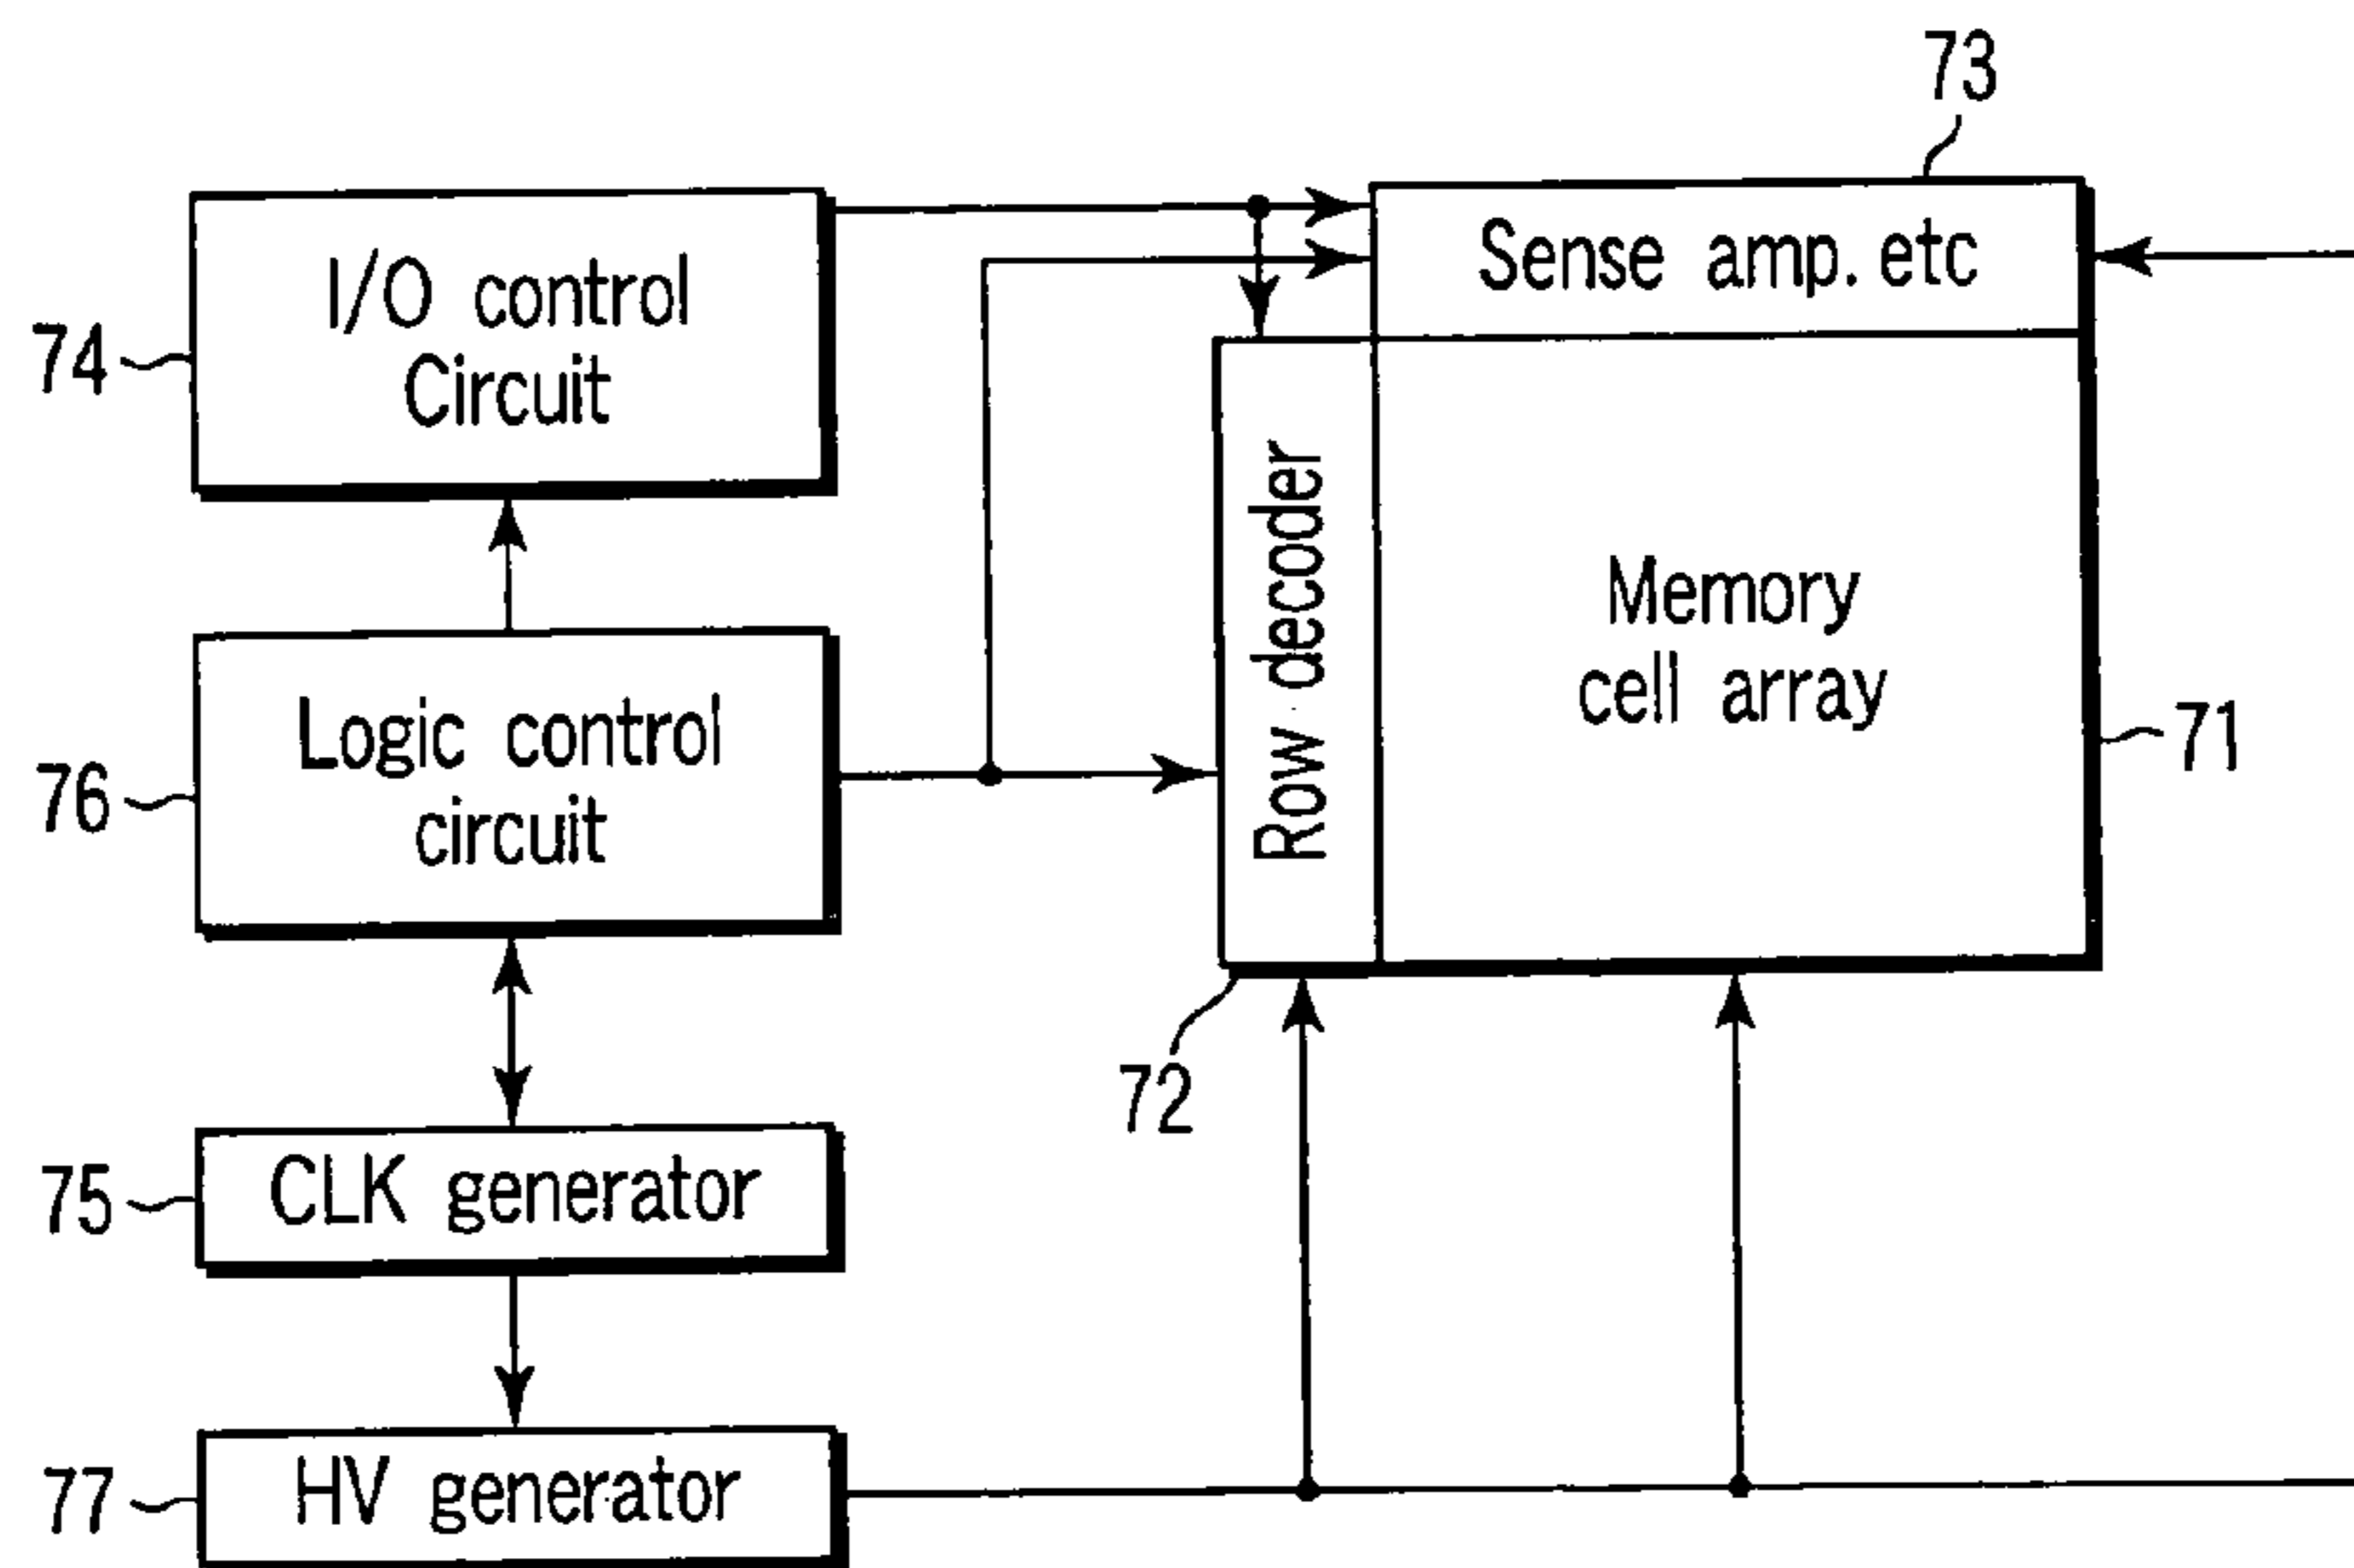 73
I/O control
Circuit
74
Sense amp. etc
Row decoder
Memory
cell array
71
Logic control
circuit
76
72
75
CLK generator
77
HV generator